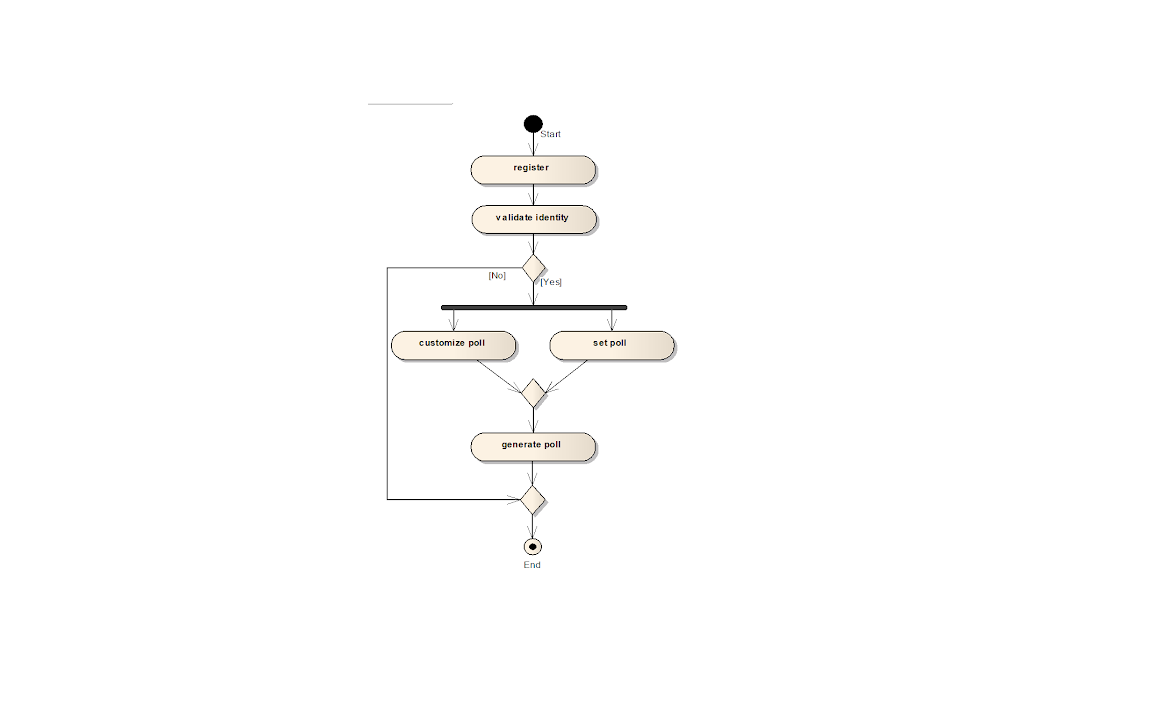 Start
register
validate identity
[No]
[Yes]
customize poll
set poll
generate poll
End